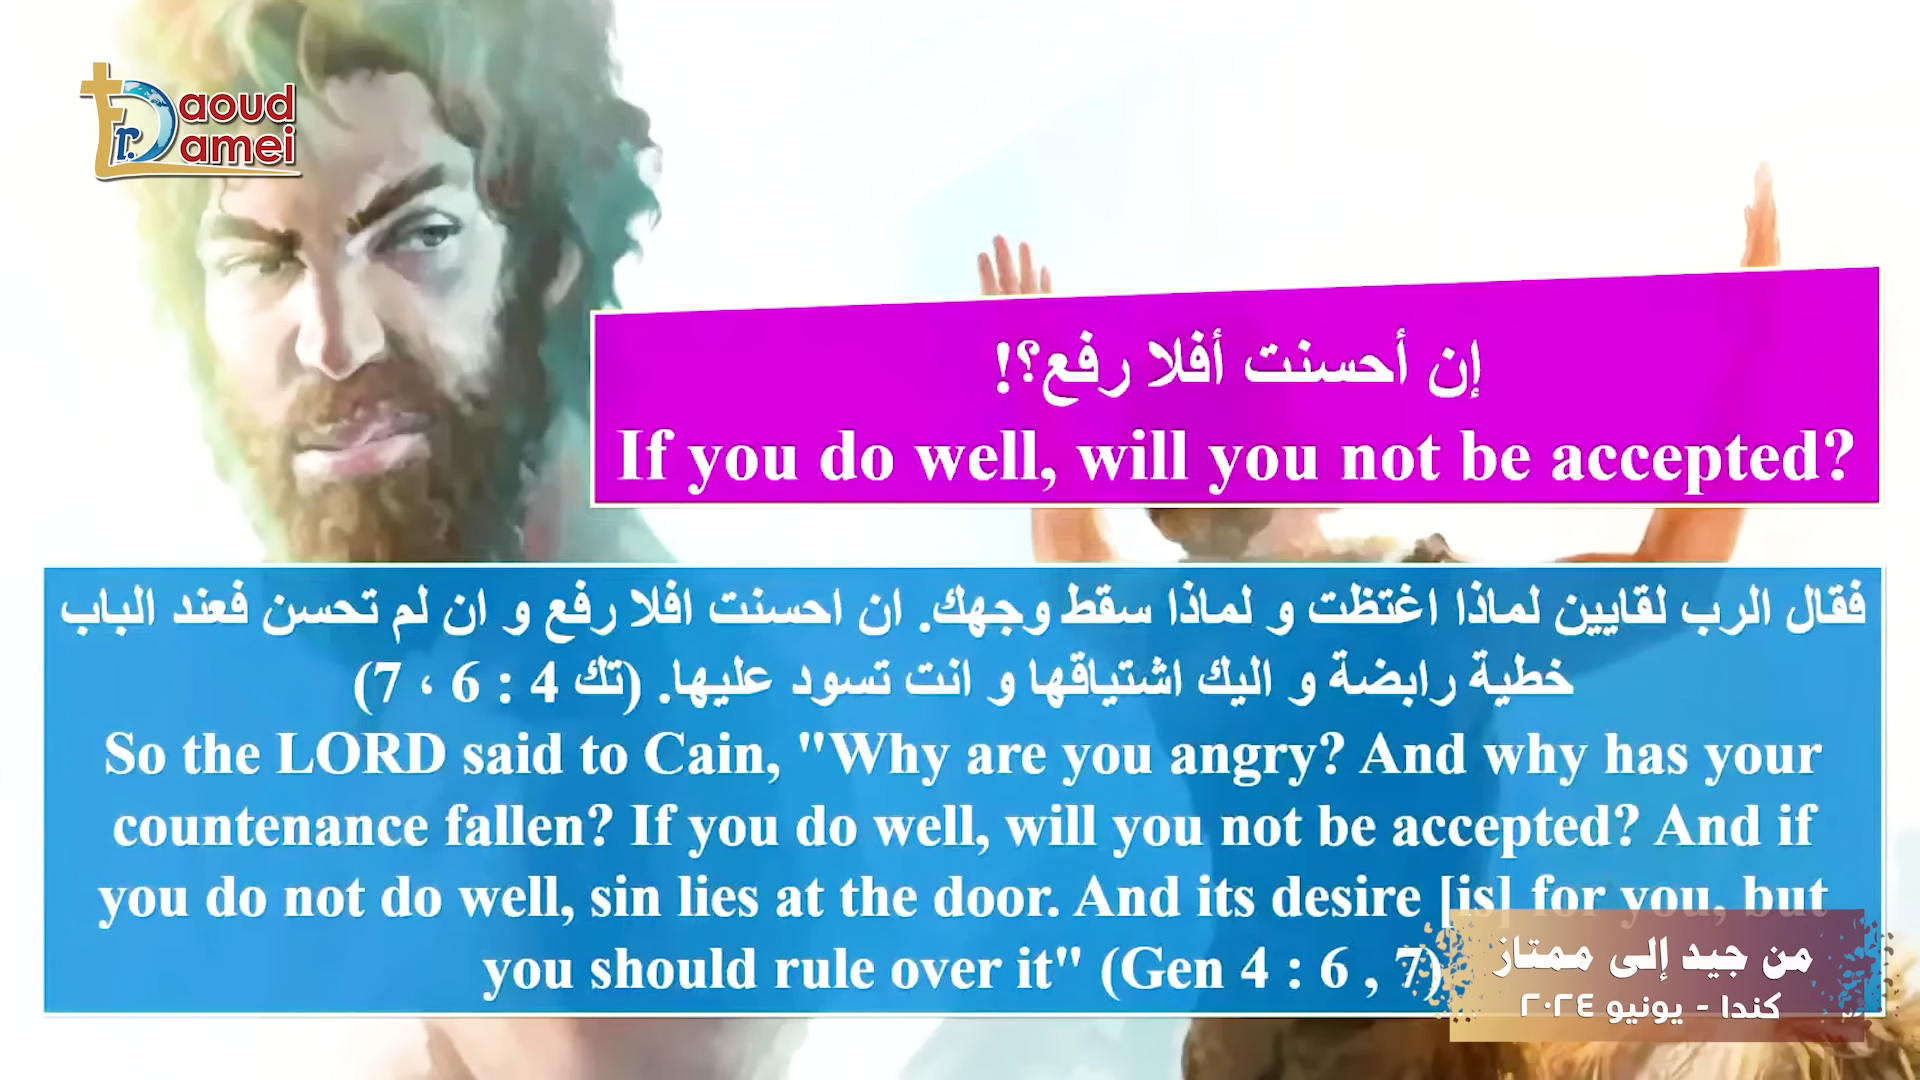 Fr. Daoud
Lamei
إن أحسنت أفلا رفع؟!
If you do well, will you not be accepted?
فقال الرب لقايين لماذا اغتظت و لماذا سقط وجهك. ان احسنت افلا رفع و ان لم تحسن فعند الباب
خطية رابضة و اليك اشتياقها و انت تسود عليها. (تك 4 : 6 ، 7)
So the LORD said to Cain, "Why are you angry? And why has your
countenance fallen? If you do well, will you not be accepted? And if
you do not do well, sin lies at the door. And its desire [is] for you, but
you should rule over it" (Gen 4 : 6 , 7)
من جيد إلى ممتاز
كندا - يونيو ٢٠٢٤